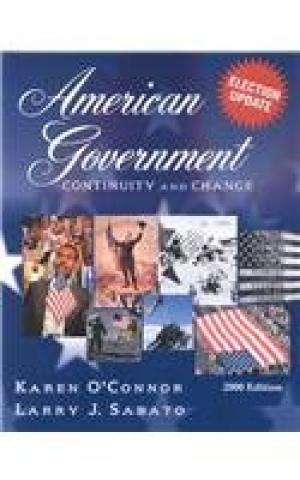 American
Government
CONTINUITY AND CHANGE
ELECTION
UPDATE
KAREN O'CONNOR
LARRY J. SABATO
2000 Edition